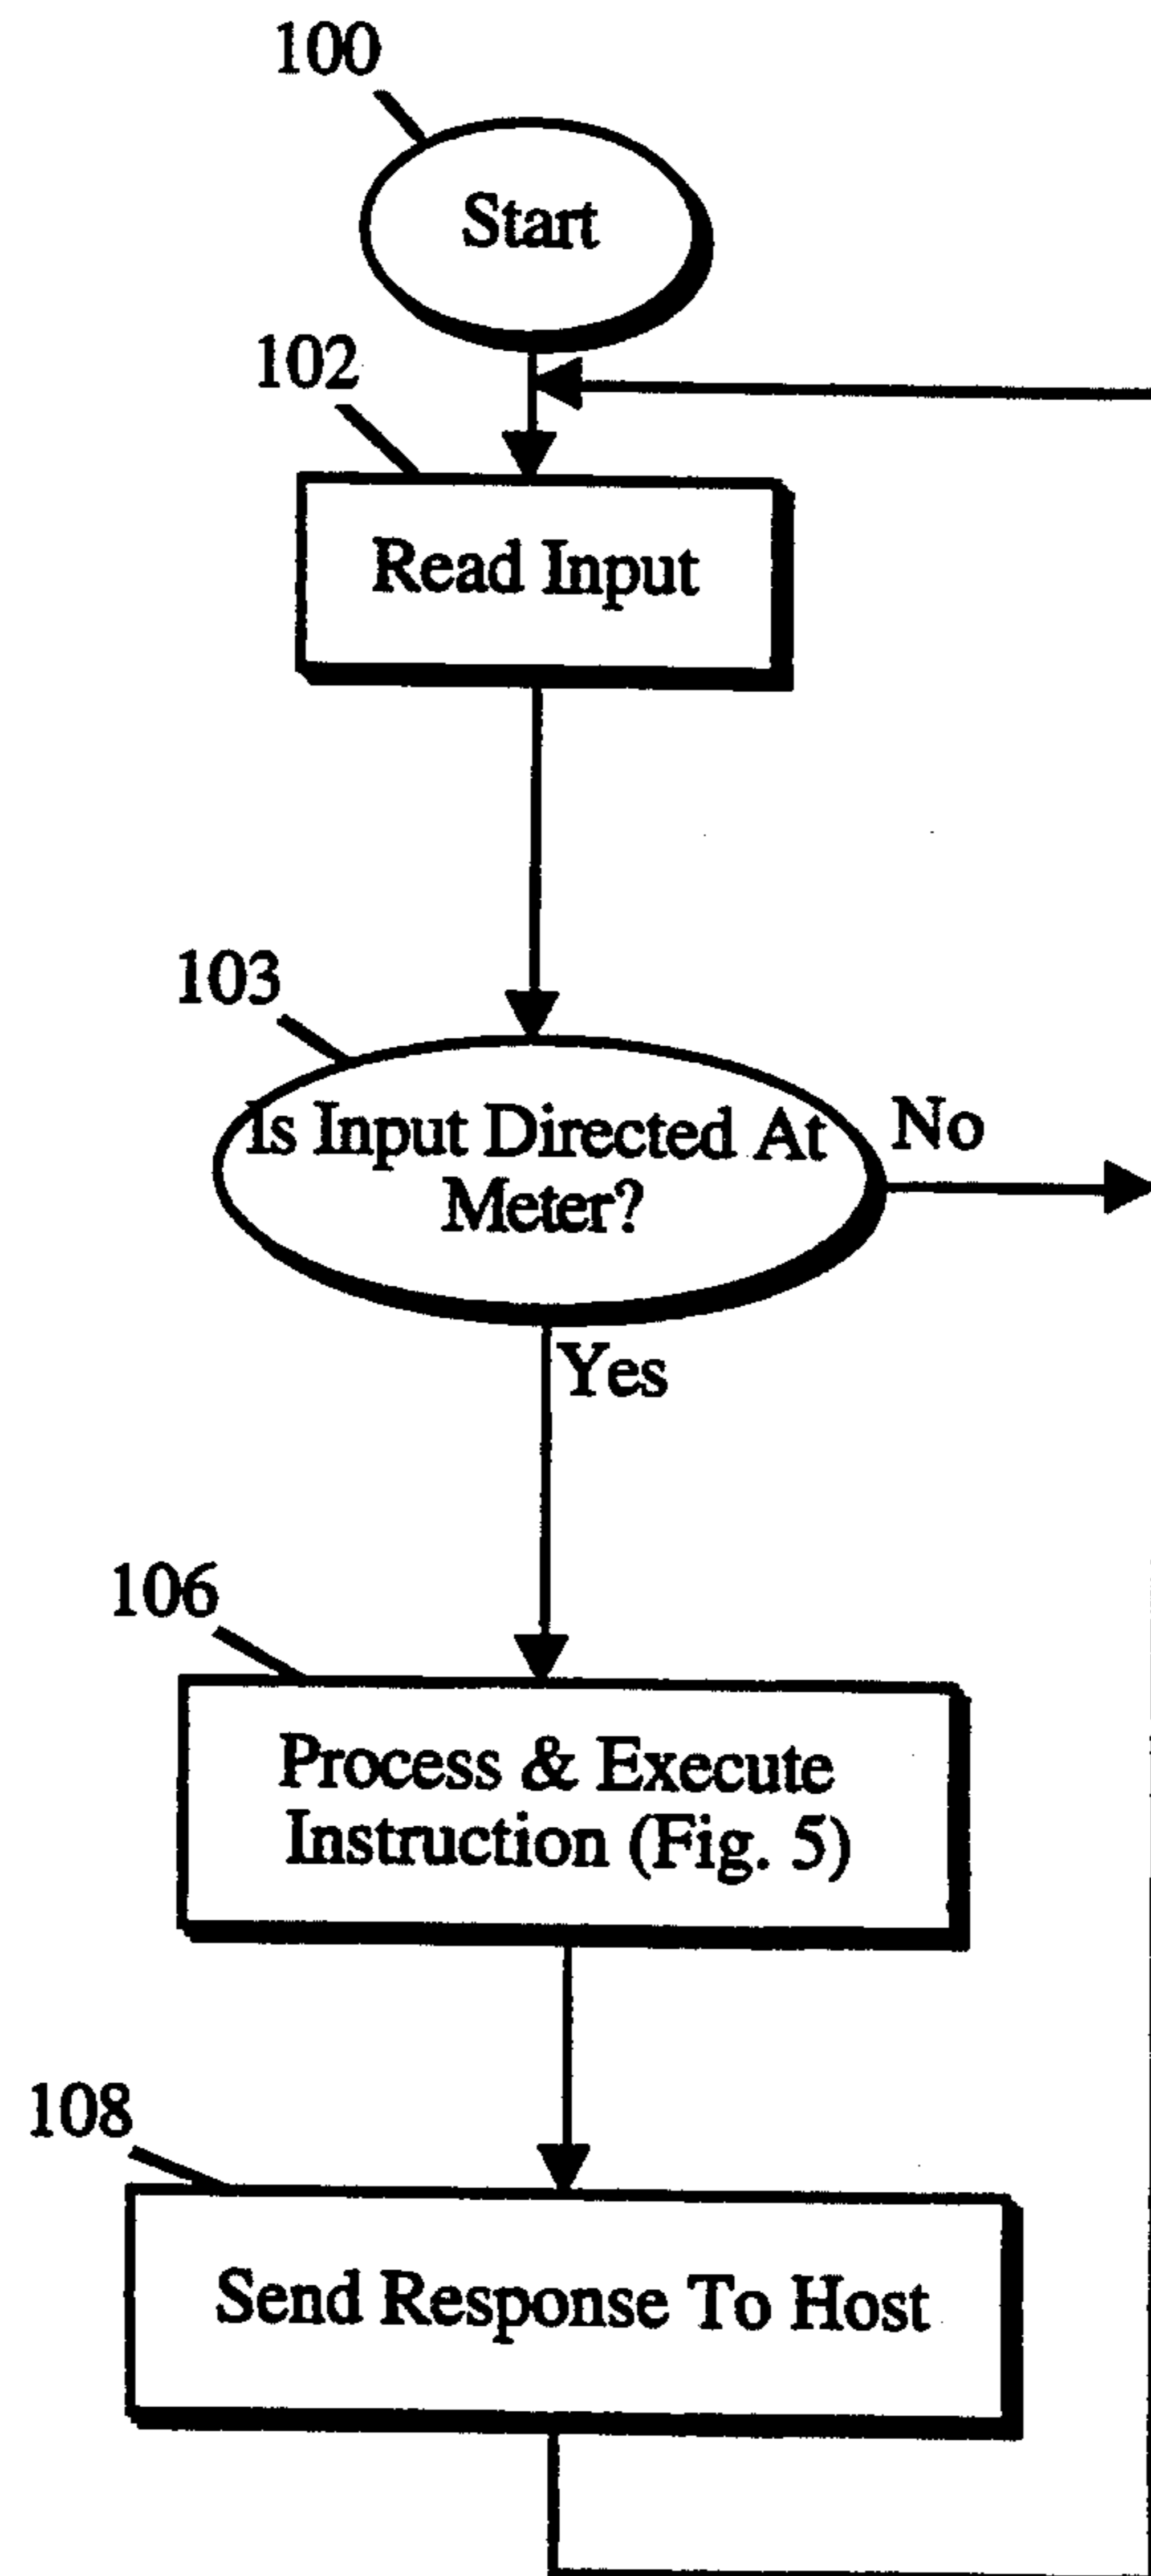 100
Start
102
Read Input
103
Is Input Directed At
Meter?
No
Yes
106
Process & Execute
Instruction (Fig. 5)
108
Send Response To Host